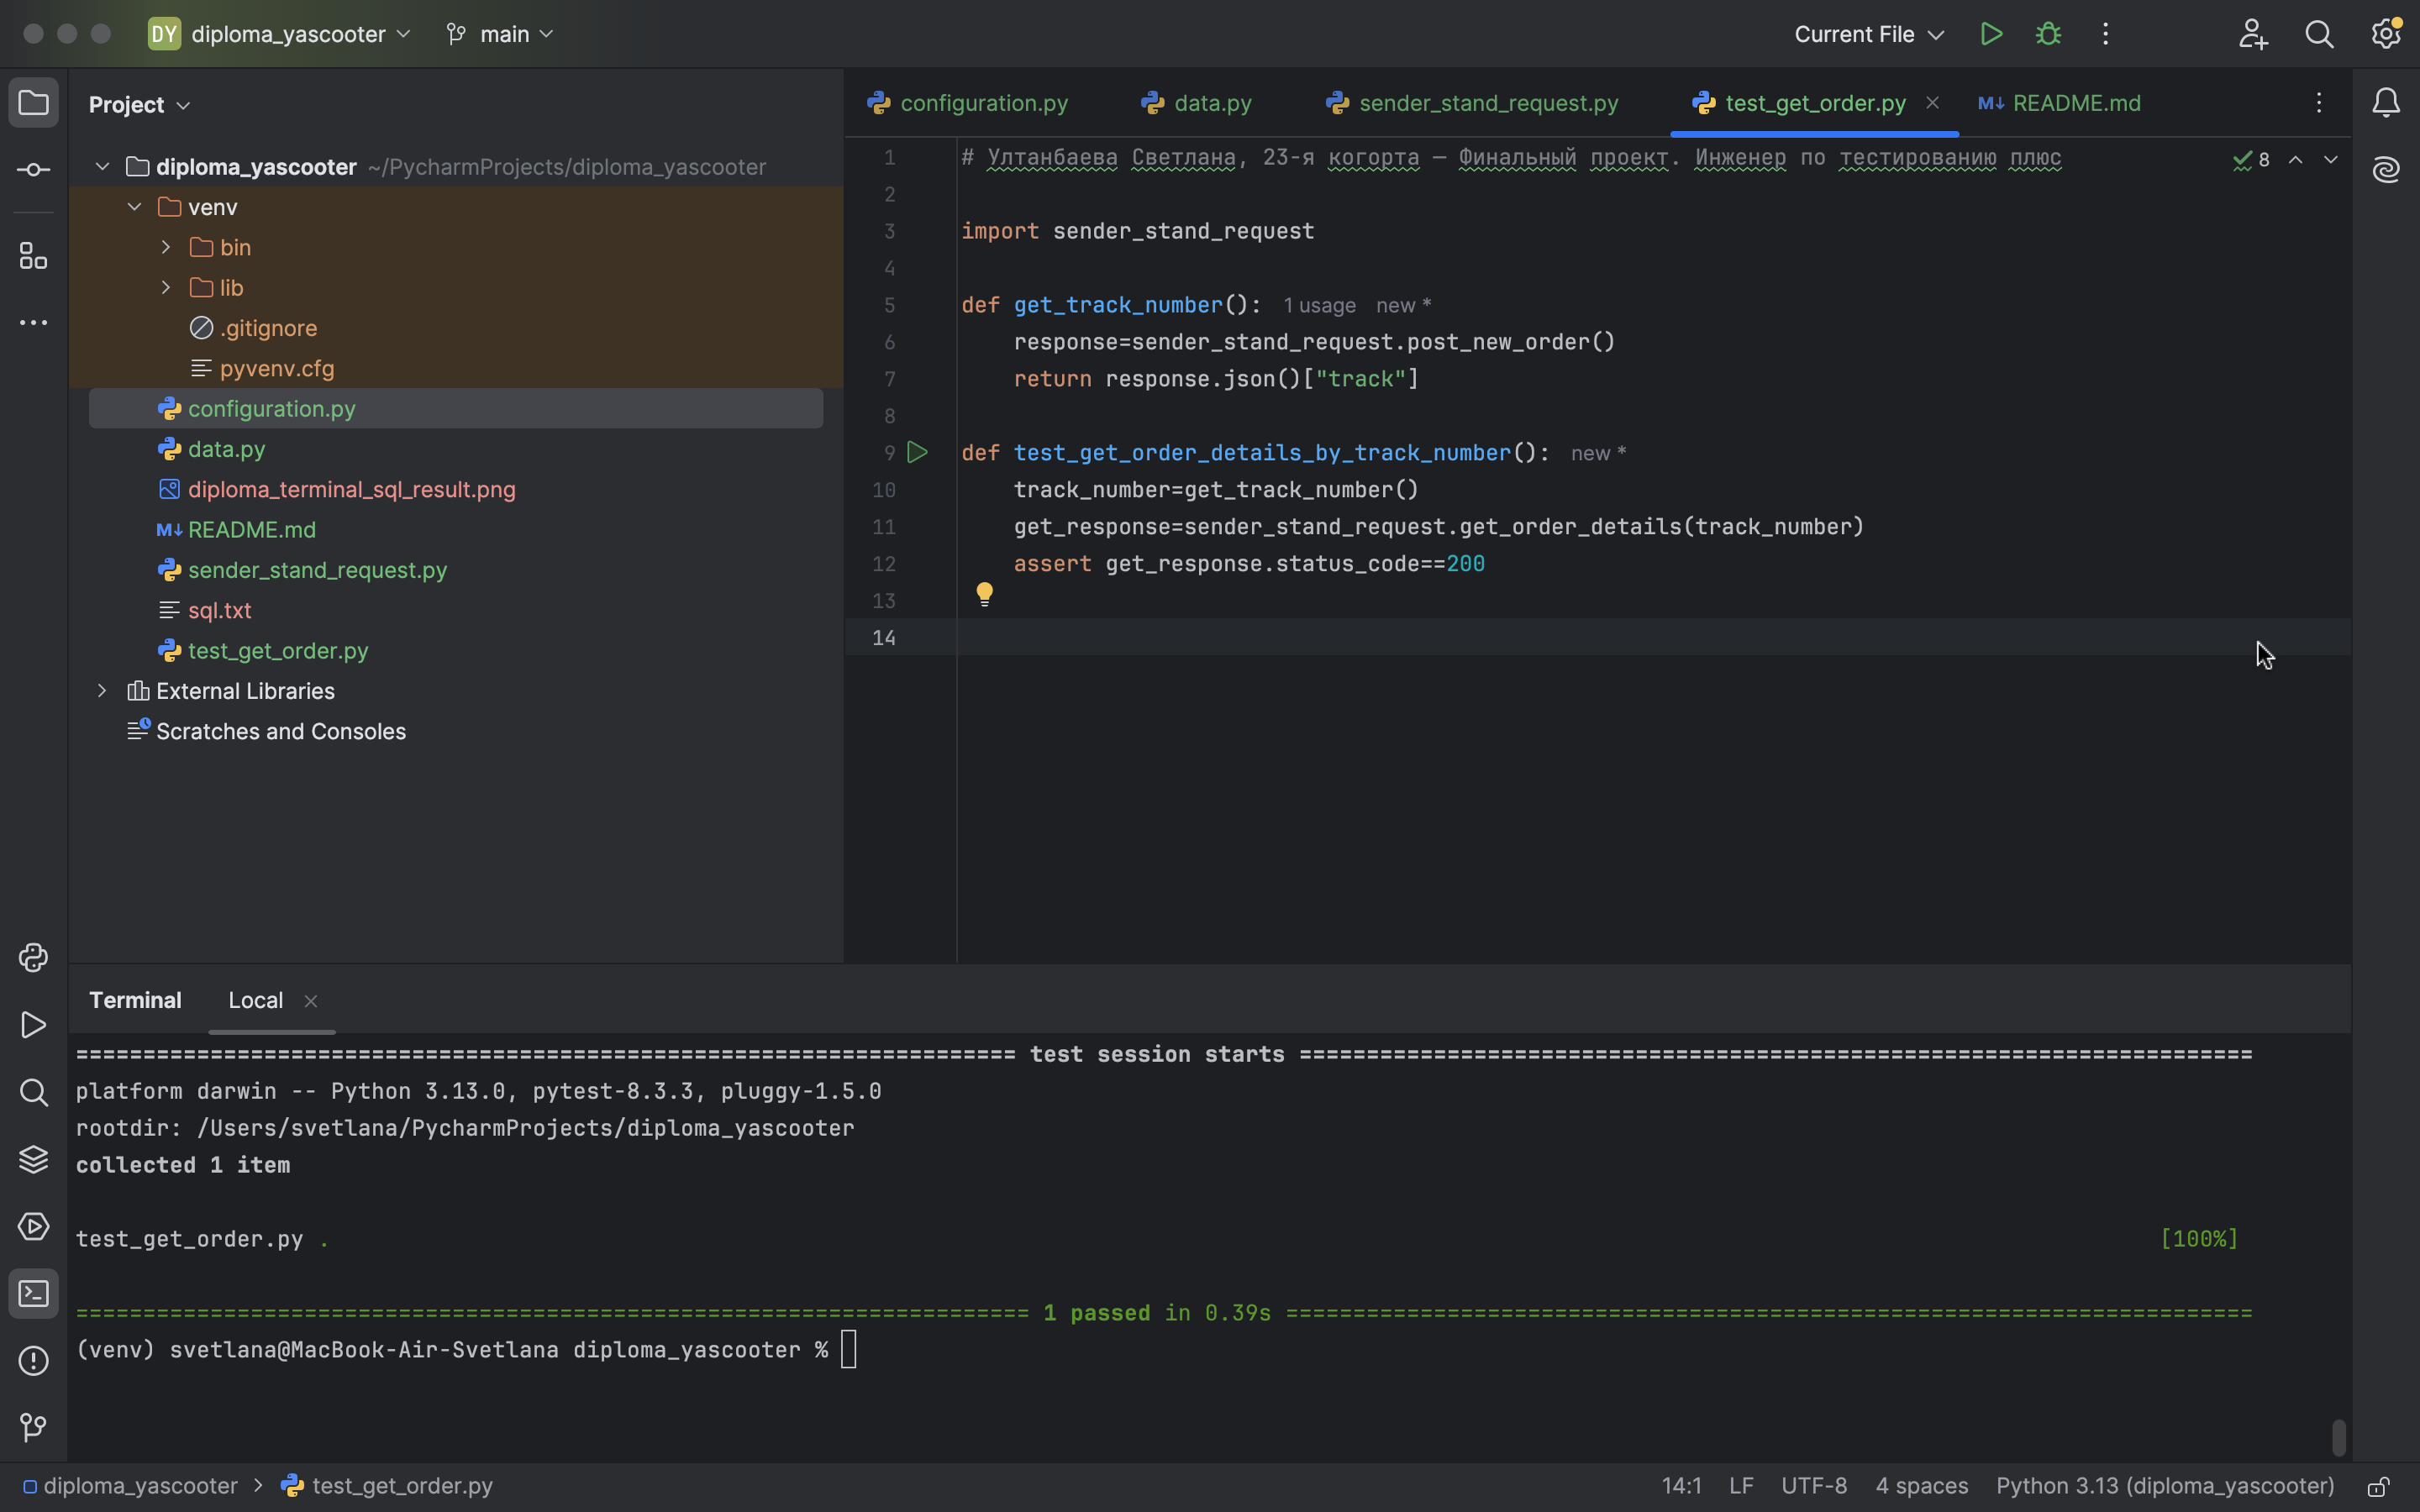 DY diploma_yascooter main Current File
Project
diploma_yascooter ~/PycharmProjects/diploma_yascooter
venv
bin
lib
.gitignore
pyvenv.cfg
configuration.py
data.py
diploma_terminal_sql_result.png
M↓ README.md
sender_stand_request.py
sql.txt
test_get_order.py
External Libraries
Scratches and Consoles
configuration.py data.py sender_stand_request.py test_get_order.py M↓ README.md
1 # Ултанбаева Светлана, 23-я когорта — Финальный проект. Инженер по тестированию плюс 8
2
3 import sender_stand_request
4
5 def get_track_number(): 1 usage new *
6 response=sender_stand_request.post_new_order()
7 return response.json()["track"]
8
9 def test_get_order_details_by_track_number(): new *
10 track_number=get_track_number()
11 get_response=sender_stand_request.get_order_details(track_number)
12 assert get_response.status_code==200
13
14
Terminal Local
====================================================================== test session starts =======================================================================
platform darwin -- Python 3.13.0, pytest-8.3.3, pluggy-1.5.0
rootdir: /Users/svetlana/PycharmProjects/diploma_yascooter
collected 1 item
test_get_order.py . [100%]
======================================================================= 1 passed in 0.39s ========================================================================
(venv) svetlana@MacBook-Air-Svetlana diploma_yascooter %
diploma_yascooter > test_get_order.py 14:1 LF UTF-8 4 spaces Python 3.13 (diploma_yascooter)